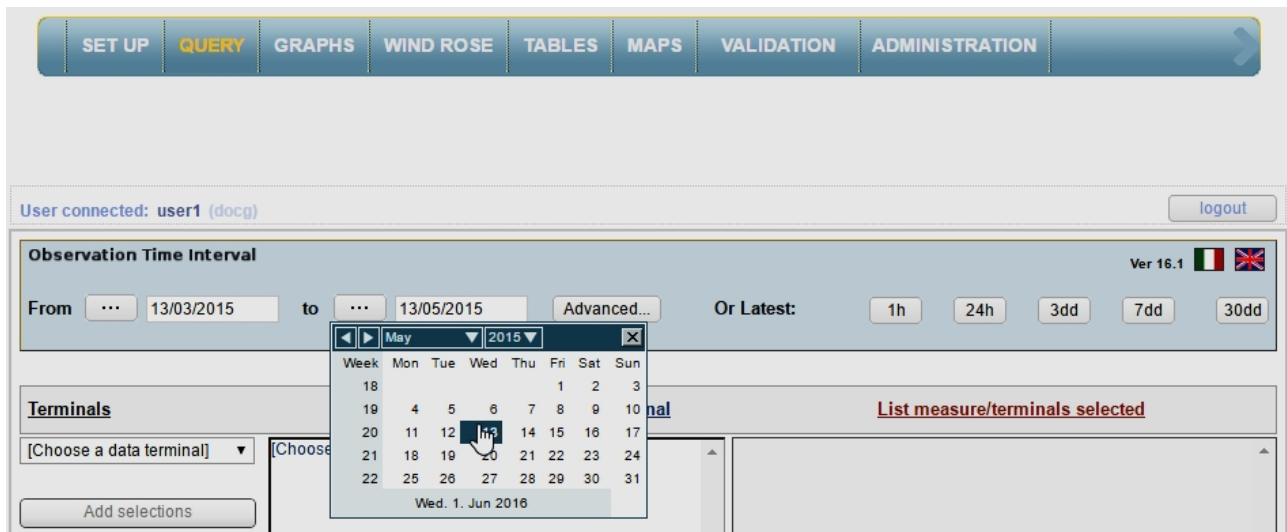 SET UP QUERY GRAPHS WIND ROSE TABLES MAPS VALIDATION ADMINISTRATION
User connected: user1 (docg) logout
Observation Time Interval
Ver 16.1
From ... 13/03/2015 to ... 13/05/2015 Advanced... Or Latest: 1h 24h 3dd 7dd 30dd
May 2015
Week Mon Tue Wed Thu Fri Sat Sun
18 1 2 3
19 4 5 6 7 8 9 10
20 11 12 13 14 15 16 17
21 18 19 20 21 22 23 24
22 25 26 27 28 29 30 31
Wed. 1. Jun 2016
Terminals nal List measure/terminals selected
[Choose a data terminal] [Choose
Add selections